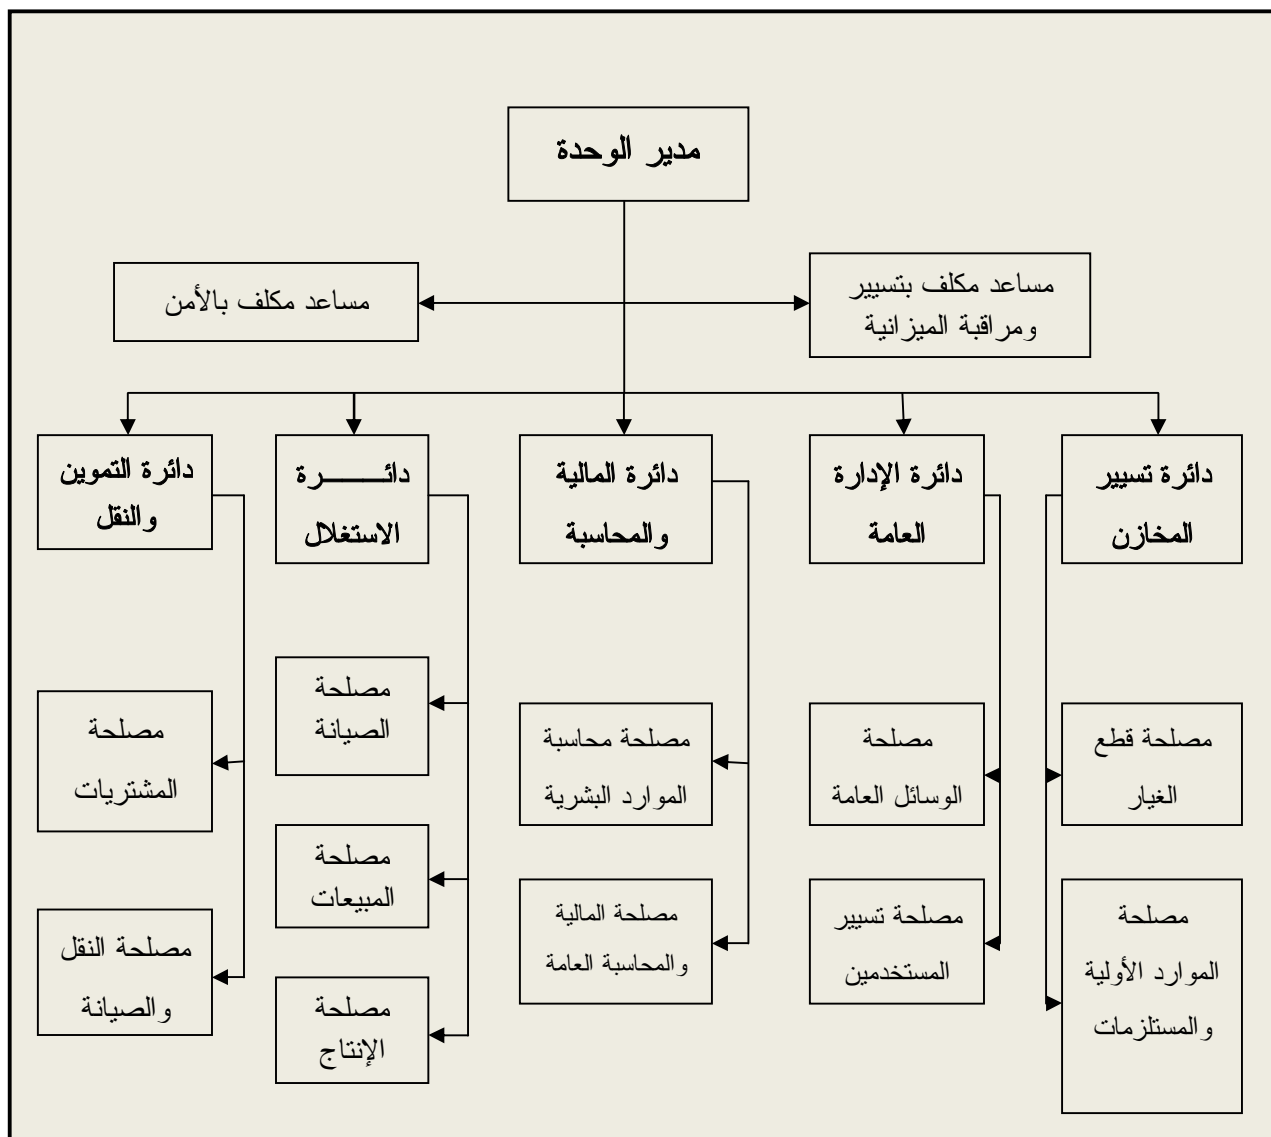 مدير الوحدة
مساعد مكلف بتسيير
ومراقبة الميزانية
مساعد مكلف بالأمن
دائرة تسيير
المخازن
دائرة الإدارة
العامة
دائرة المالية
والمحاسبة
دائـــــــرة
الاستغلال
دائرة التموين
والنقل
مصلحة قطع
الغيار
مصلحة
الوسائل العامة
مصلحة محاسبة
الموارد البشرية
مصلحة
الصيانة
مصلحة
المشتريات
مصلحة
الموارد الأولية
والمستلزمات
مصلحة تسيير
المستخدمين
مصلحة المالية
والمحاسبة العامة
مصلحة
المبيعات
مصلحة
الإنتاج
مصلحة النقل
والصيانة